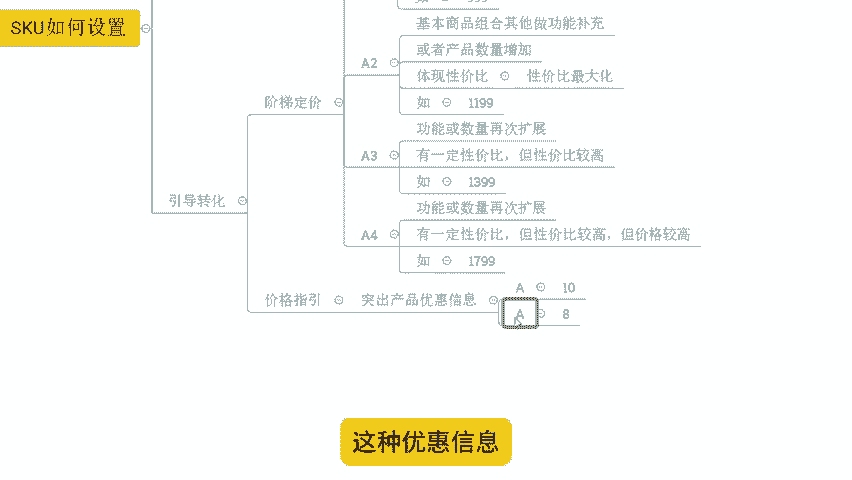 SKU如何设置
基本商品组合其他做功能补充
或者产品数量增加
A2
体现性价比 性价比最大化
如 1199
阶梯定价
功能或数量再次扩展
A3
有一定性价比，但性价比较高
如 1399
引导转化
功能或数量再次扩展
A4
有一定性价比，但性价比较高，但价格较高
如 1799
A 10
价格指引 突出产品优惠信息
A 8
这种优惠信息